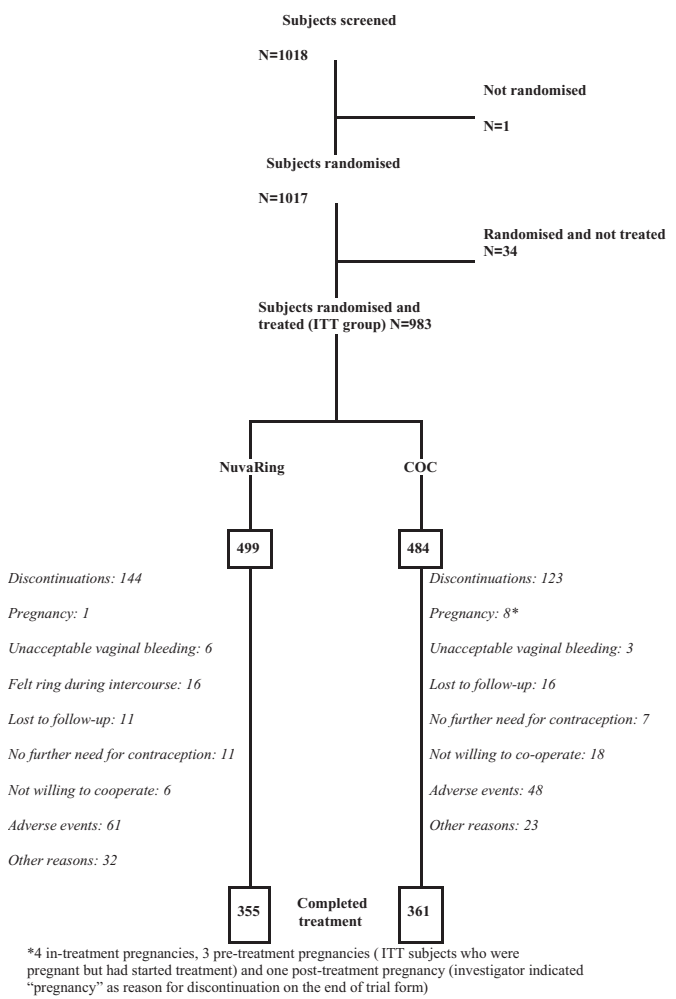 Subjects screened
N=1018
Not randomised
N=1
Subjects randomised
N=1017
Randomised and not treated
N=34
Subjects randomised and
treated (ITT group) N=983
NuvaRing
COC
499
484
Discontinuations: 144
Pregnancy: 1
Unacceptable vaginal bleeding: 6
Felt ring during intercourse: 16
Lost to follow-up: 11
No further need for contraception: 11
Not willing to cooperate: 6
Adverse events: 61
Other reasons: 32
Discontinuations: 123
Pregnancy: 8*
Unacceptable vaginal bleeding: 3
Lost to follow-up: 16
No further need for contraception: 7
Not willing to co-operate: 18
Adverse events: 48
Other reasons: 23
355
Completed
treatment
361
*4 in-treatment pregnancies, 3 pre-treatment pregnancies ( ITT subjects who were
pregnant but had started treatment) and one post-treatment pregnancy (investigator indicated
“pregnancy” as reason for discontinuation on the end of trial form)